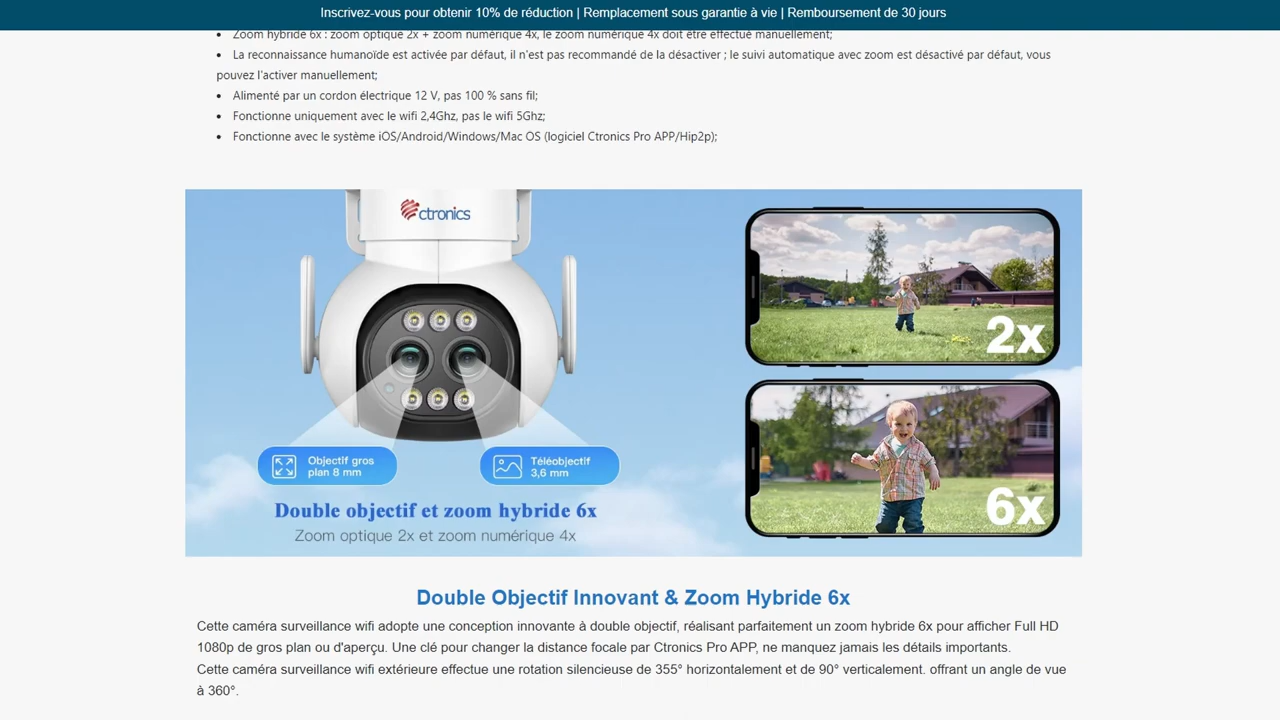 Inscrivez-vous pour obtenir 10% de réduction | Remplacement sous garantie à vie | Remboursement de 30 jours
• Zoom hybride 6x : zoom optique 2x + zoom numérique 4x, le zoom numérique 4x doit être effectué manuellement;
• La reconnaissance humanoïde est activée par défaut, il n'est pas recommandé de la désactiver ; le suivi automatique avec zoom est désactivé par défaut, vous
pouvez l'activer manuellement;
• Alimenté par un cordon électrique 12 V, pas 100 % sans fil;
• Fonctionne uniquement avec le wifi 2,4Ghz, pas le wifi 5Ghz;
• Fonctionne avec le système iOS/Android/Windows/Mac OS (logiciel Ctronics Pro APP/Hip2p);
ctronics
2x
6x
Objectif gros
plan 8 mm
Téléobjectif
3,6 mm
Double objectif et zoom hybride 6x
Zoom optique 2x et zoom numérique 4x
Double Objectif Innovant & Zoom Hybride 6x
Cette caméra surveillance wifi adopte une conception innovante à double objectif, réalisant parfaitement un zoom hybride 6x pour afficher Full HD
1080p de gros plan ou d'aperçu. Une clé pour changer la distance focale par Ctronics Pro APP, ne manquez jamais les détails importants.
Cette caméra surveillance wifi extérieure effectue une rotation silencieuse de 355° horizontalement et de 90° verticalement. offrant un angle de vue
à 360°.